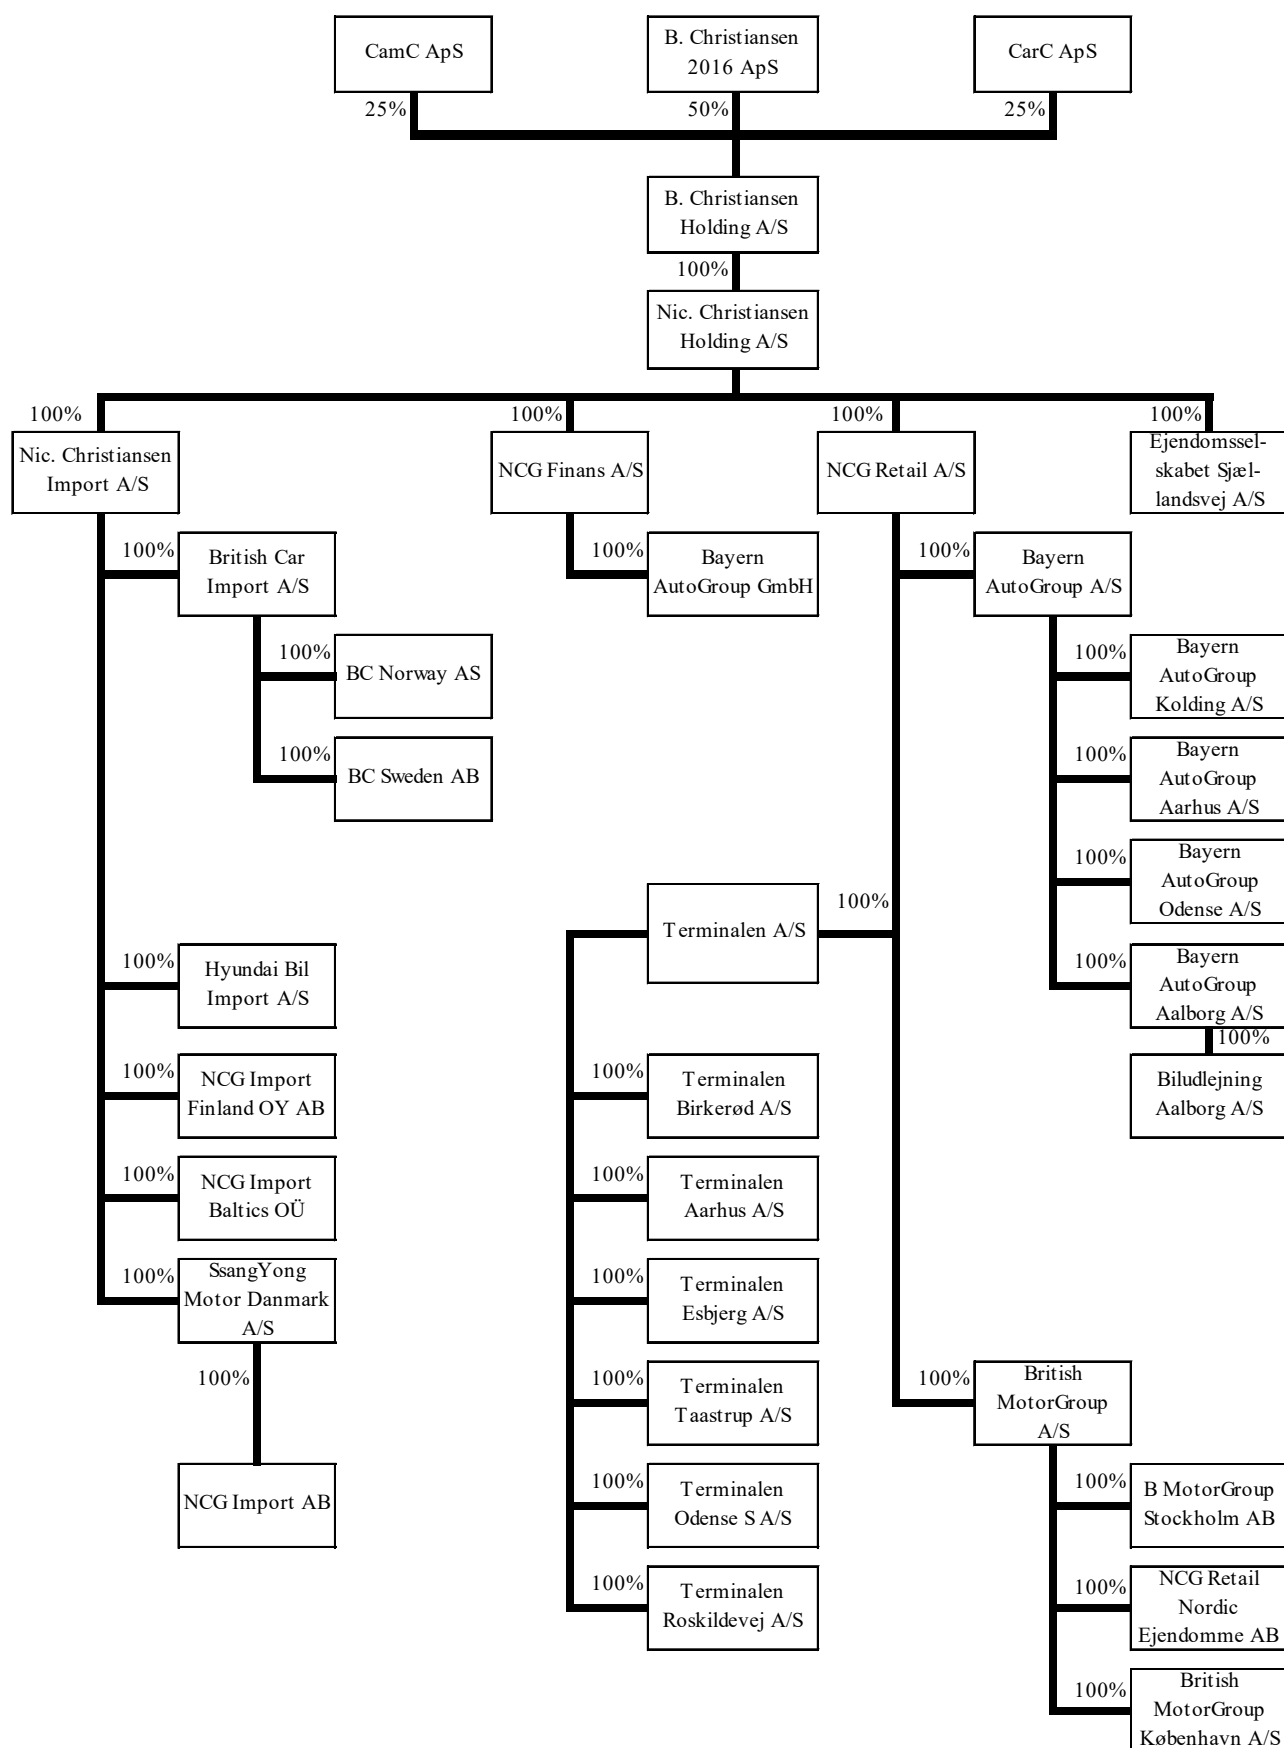 CamC ApS
B. Christiansen
2016 ApS
CarC ApS
25%
50%
25%
B. Christiansen
Holding A/S
100%
Nic. Christiansen
Holding A/S
100%
100%
100%
100%
Nic. Christiansen
Import A/S
NCG Finans A/S
NCG Retail A/S
Ejendomssel-
skabet Sjæl-
landsvej A/S
100%
British Car
Import A/S
100%
Bayern
AutoGroup GmbH
100%
Bayern
AutoGroup A/S
100%
BC Norway AS
100%
Bayern
AutoGroup
Kolding A/S
100%
BC Sweden AB
100%
Bayern
AutoGroup
Aarhus A/S
100%
Bayern
AutoGroup
Odense A/S
Terminalen A/S
100%
100%
Hyundai Bil
Import A/S
100%
Bayern
AutoGroup
Aalborg A/S
100%
100%
NCG Import
Finland OY AB
100%
Terminalen
Birkerød A/S
Biludlejning
Aalborg A/S
100%
NCG Import
Baltics OÜ
100%
Terminalen
Aarhus A/S
100%
SsangYong
Motor Danmark
A/S
100%
Terminalen
Esbjerg A/S
100%
100%
Terminalen
Taastrup A/S
100%
British
MotorGroup
A/S
NCG Import AB
100%
Terminalen
Odense S A/S
100%
B MotorGroup
Stockholm AB
100%
Terminalen
Roskildevej A/S
100%
NCG Retail
Nordic
Ejendomme AB
100%
British
MotorGroup
København A/S